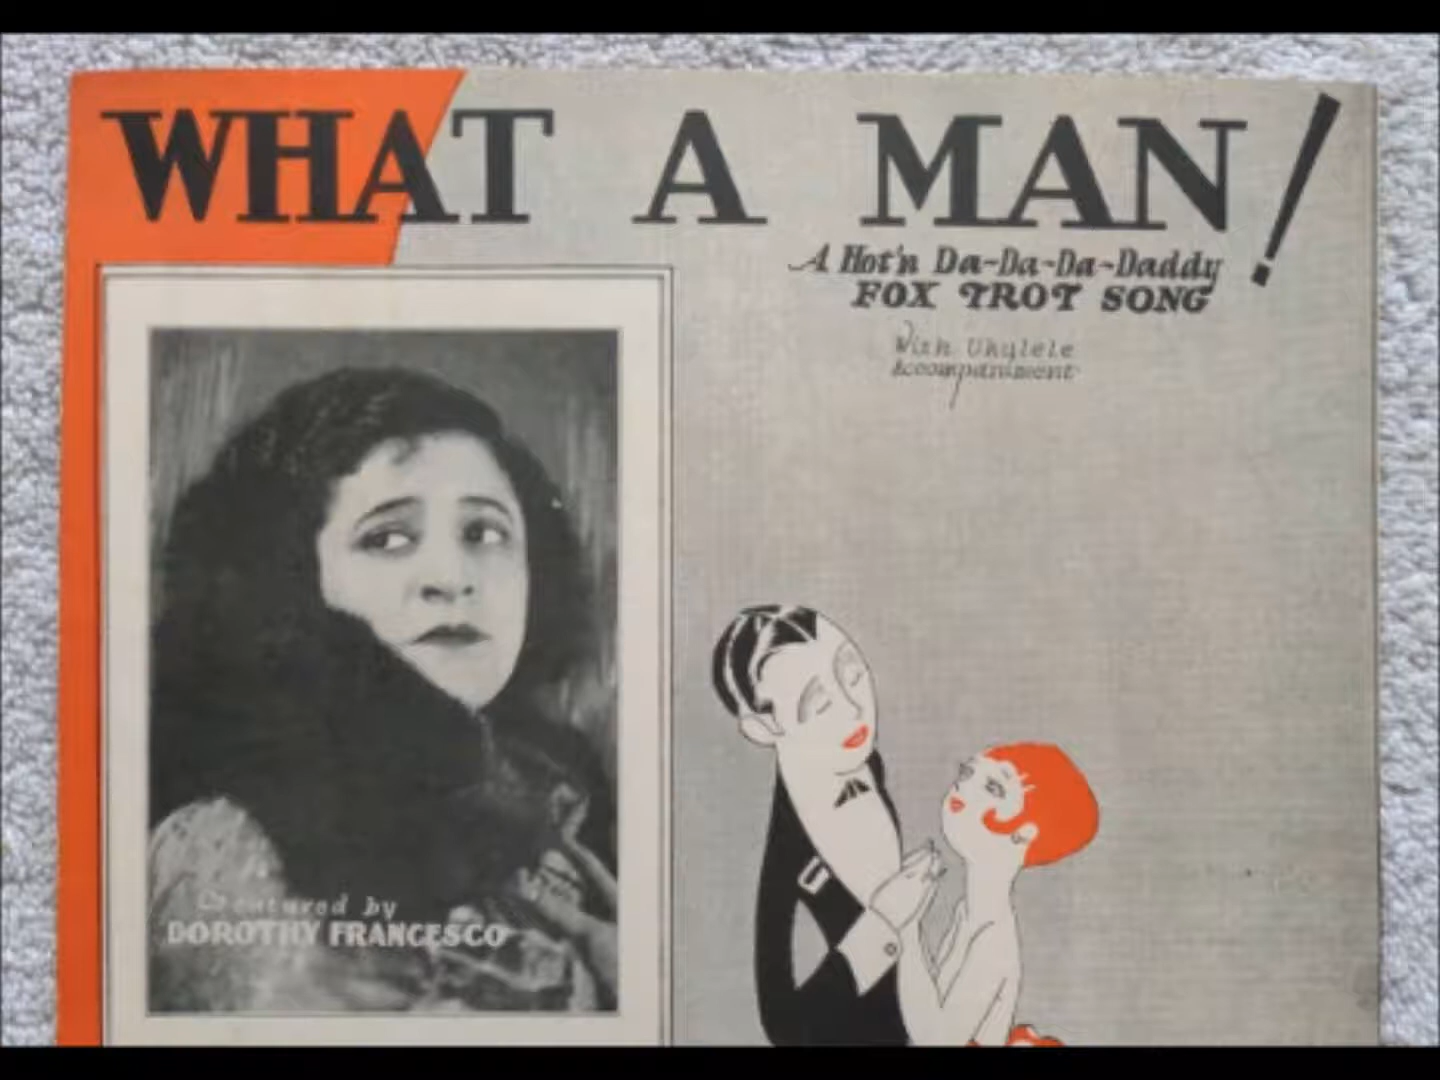 WHAT A MAN!
A Hot'n Da-Da-Da-Daddy
FOX TROT SONG
With Ukulele
Accompaniment
Featured by
DOROTHY FRANCESCO